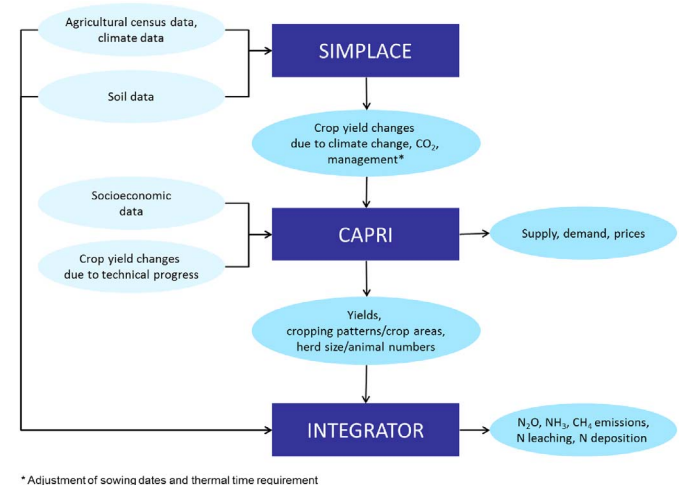 Agricultural census data,
climate data
SIMPLACE
Soil data
Crop yield changes
due to climate change, CO₂,
management*
Socioeconomic
data
CAPRI
Supply, demand, prices
Crop yield changes
due to technical progress
Yields,
cropping patterns/crop areas,
herd size/animal numbers
INTEGRATOR
N₂O, NH₃, CH₄ emissions,
N leaching, N deposition
* Adjustment of sowing dates and thermal time requirement